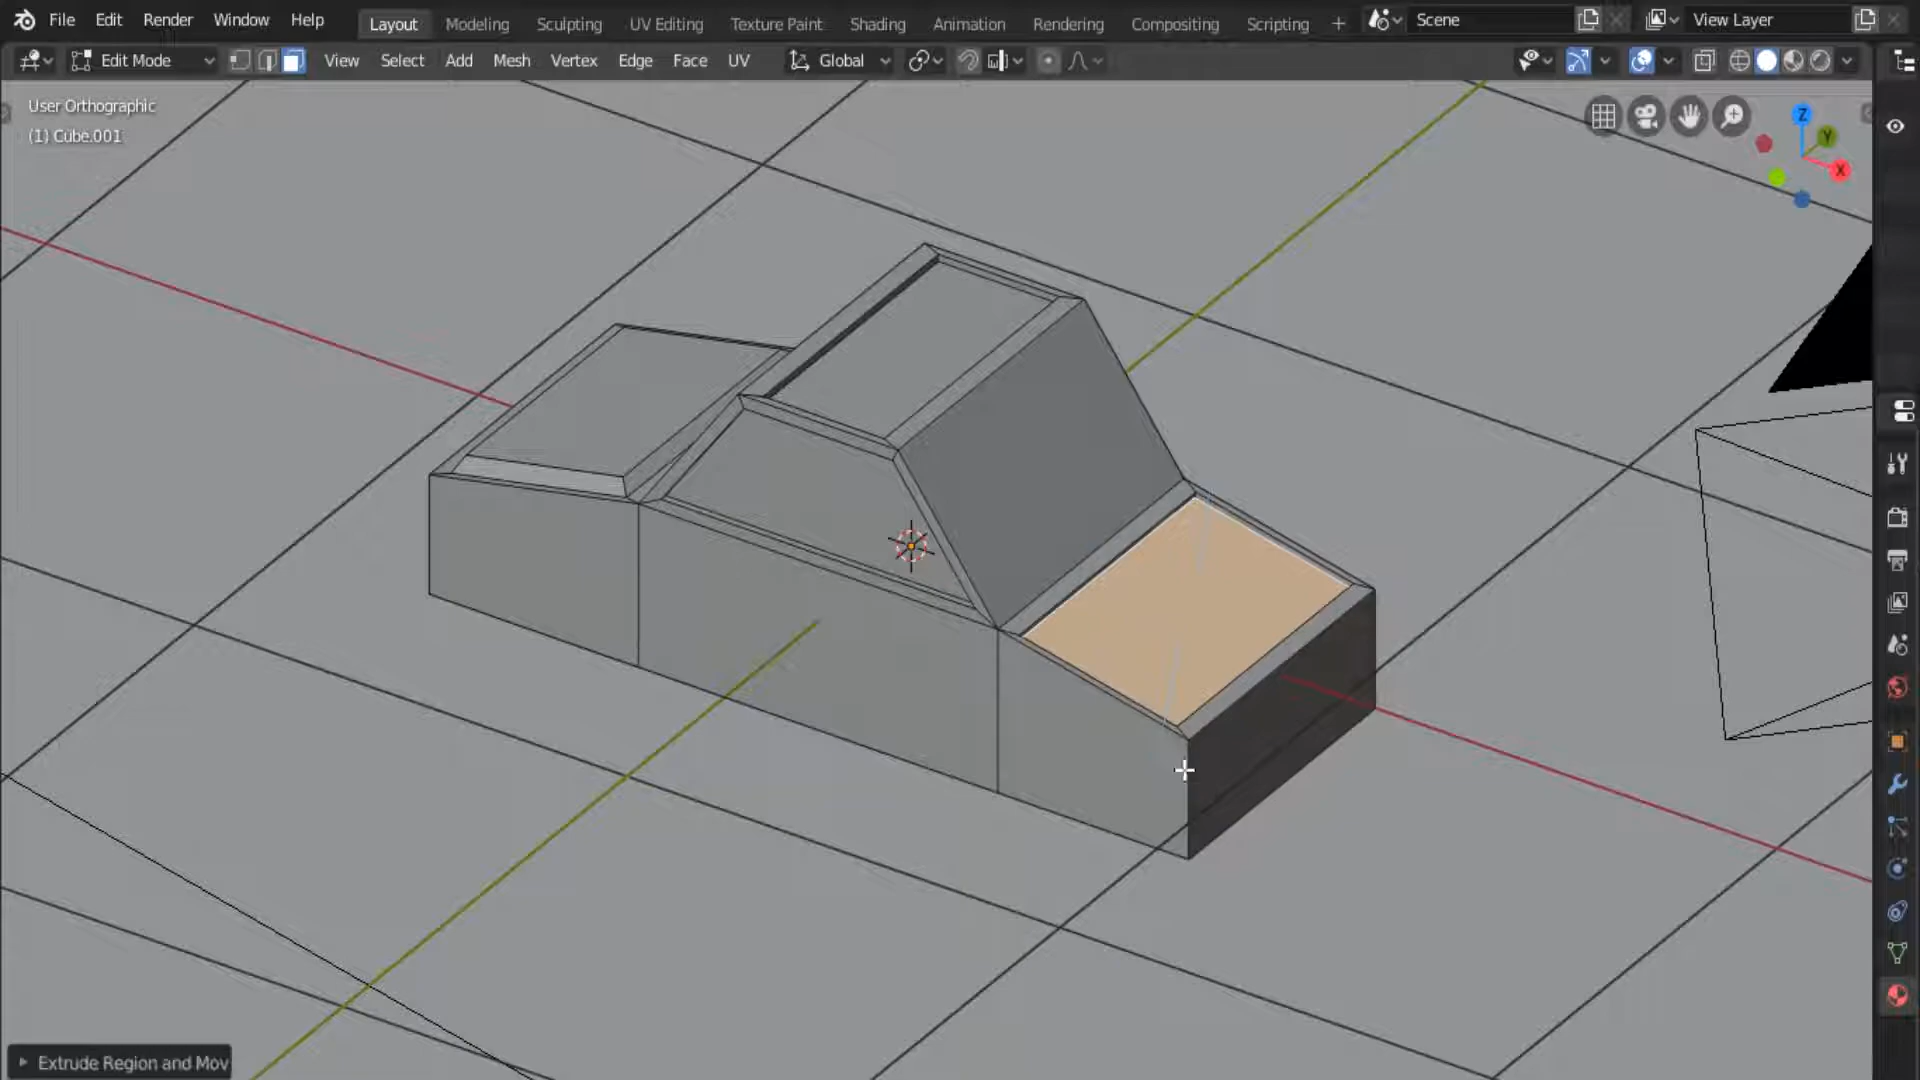 File Edit Render Window Help Layout Modeling Sculpting UV Editing Texture Paint Shading Animation Rendering Compositing Scripting + Scene View Layer
Edit Mode View Select Add Mesh Vertex Edge Face UV Global
User Orthographic
(1) Cube.001
Z
Y
X
Extrude Region and Mov